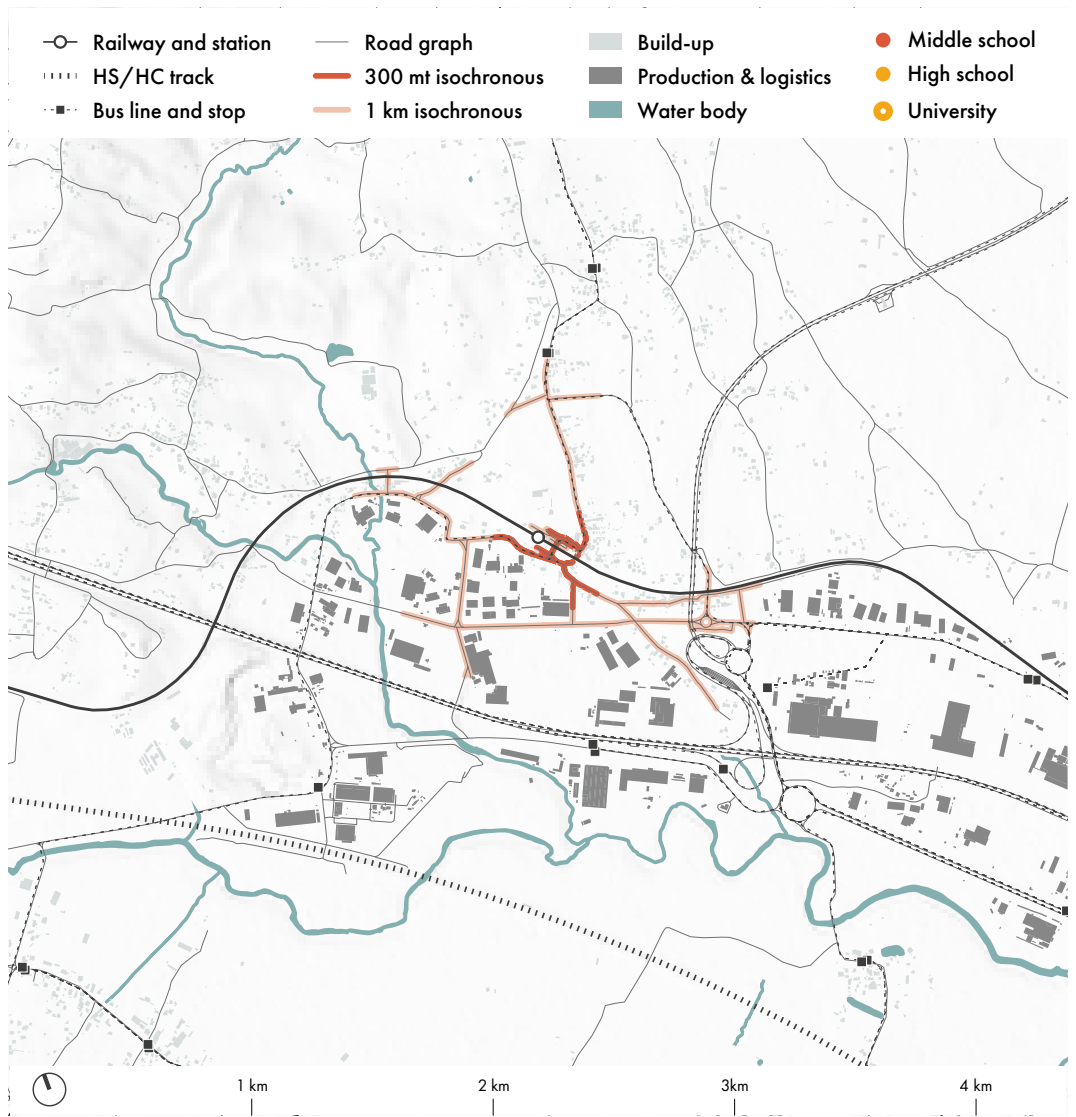 Railway and station
HS/HC track
Bus line and stop
Road graph
300 mt isochronous
1 km isochronous
Build-up
Production & logistics
Water body
Middle school
High school
University
1 km
2 km
3km
4 km